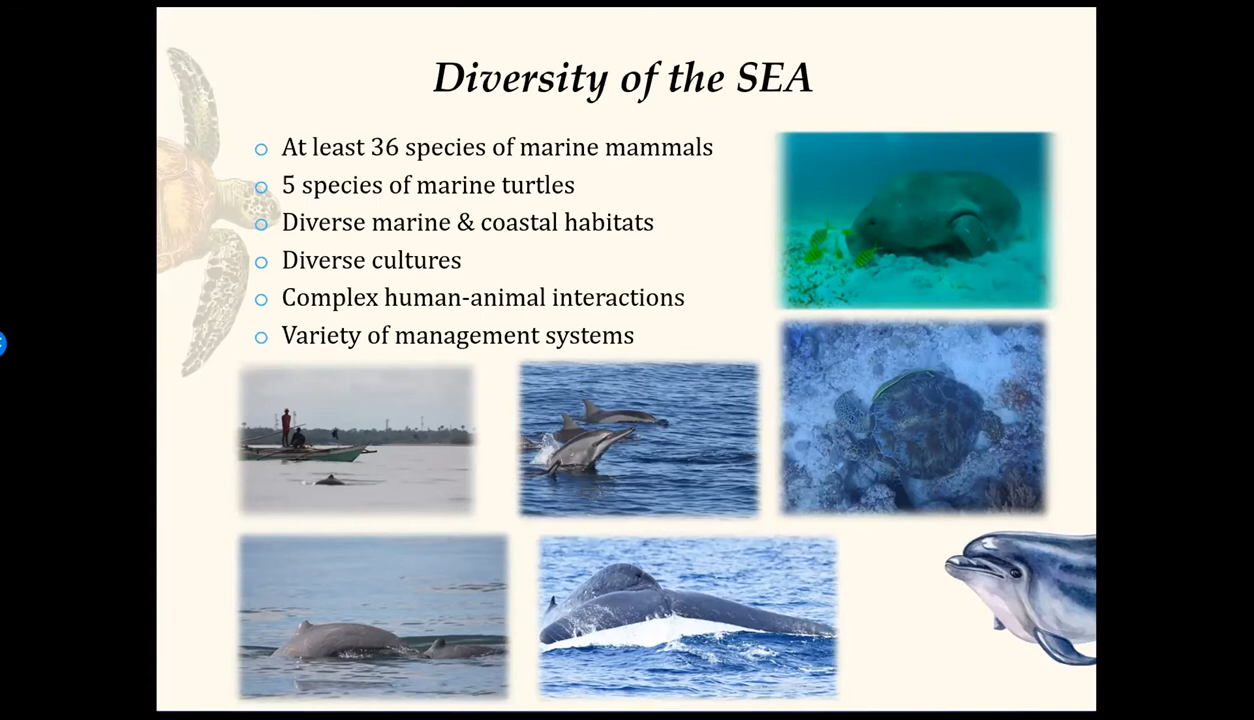 Diversity of the SEA
At least 36 species of marine mammals
5 species of marine turtles
Diverse marine & coastal habitats
Diverse cultures
Complex human-animal interactions
Variety of management systems